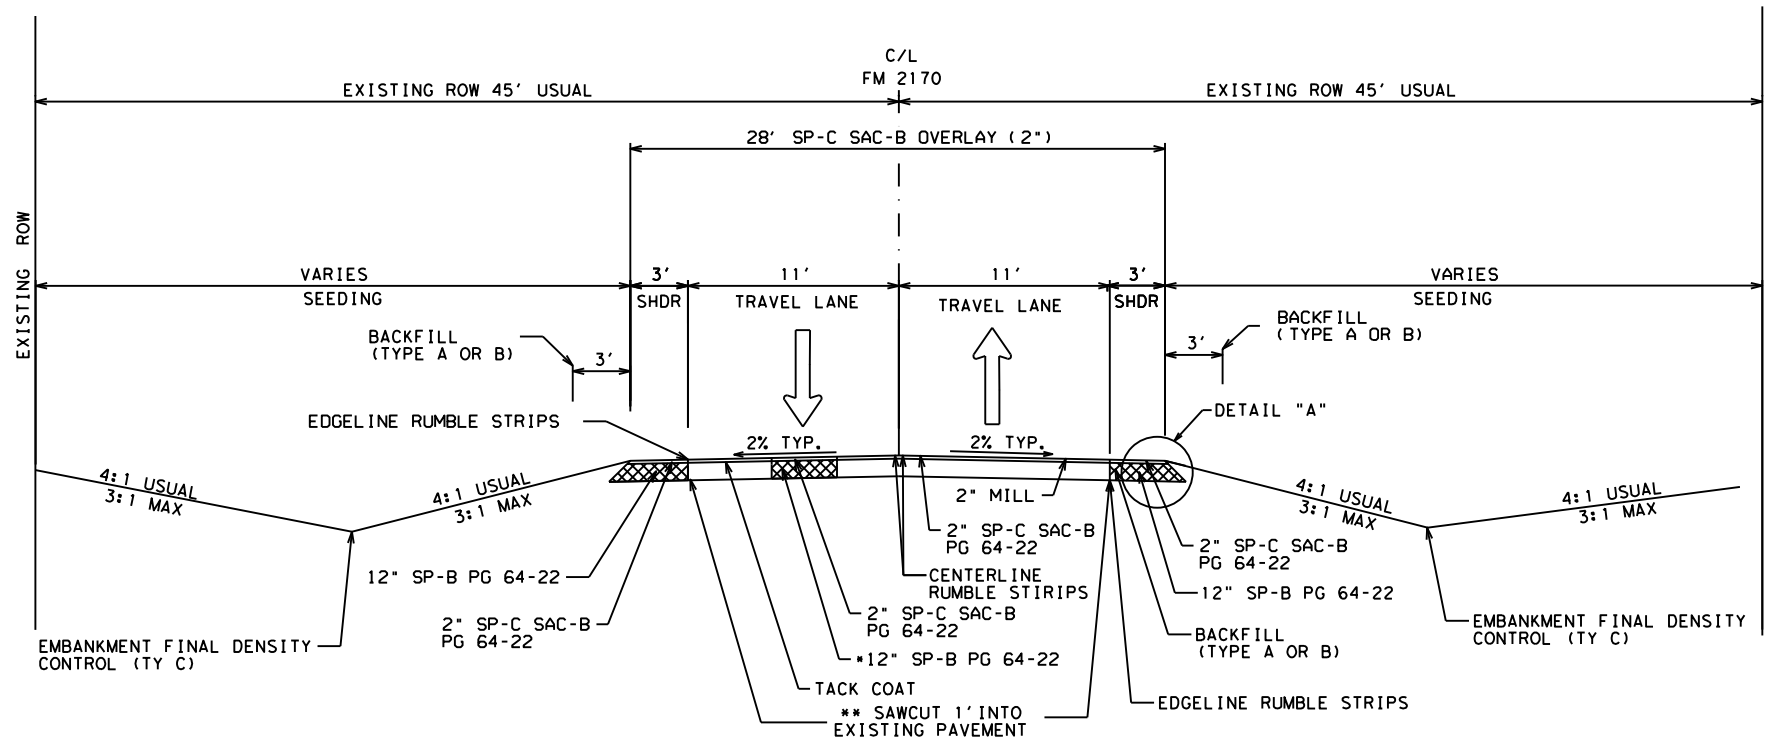 C/L
FM 2170
EXISTING ROW 45' USUAL
EXISTING ROW 45' USUAL
28' SP-C SAC-B OVERLAY (2")
EXISTING ROW
VARIES
3'
11'
11'
3'
VARIES
SEEDING
SHDR
TRAVEL LANE
TRAVEL LANE
SHDR
SEEDING
BACKFILL
(TYPE A OR B)
3'
3'
BACKFILL
(TYPE A OR B)
EDGELINE RUMBLE STRIPS
DETAIL "A"
2% TYP.
2% TYP.
4:1 USUAL
3:1 MAX
4:1 USUAL
3:1 MAX
2" MILL
4:1 USUAL
3:1 MAX
4:1 USUAL
3:1 MAX
2" SP-C SAC-B
PG 64-22
2" SP-C SAC-B
PG 64-22
12" SP-B PG 64-22
CENTERLINE
RUMBLE STIRIPS
12" SP-B PG 64-22
2" SP-C SAC-B
PG 64-22
2" SP-C SAC-B
PG 64-22
EMBANKMENT FINAL DENSITY
CONTROL (TY C)
BACKFILL
(TYPE A OR B)
EMBANKMENT FINAL DENSITY
CONTROL (TY C)
*12" SP-B PG 64-22
TACK COAT
EDGELINE RUMBLE STRIPS
** SAWCUT 1'INTO
EXISTING PAVEMENT